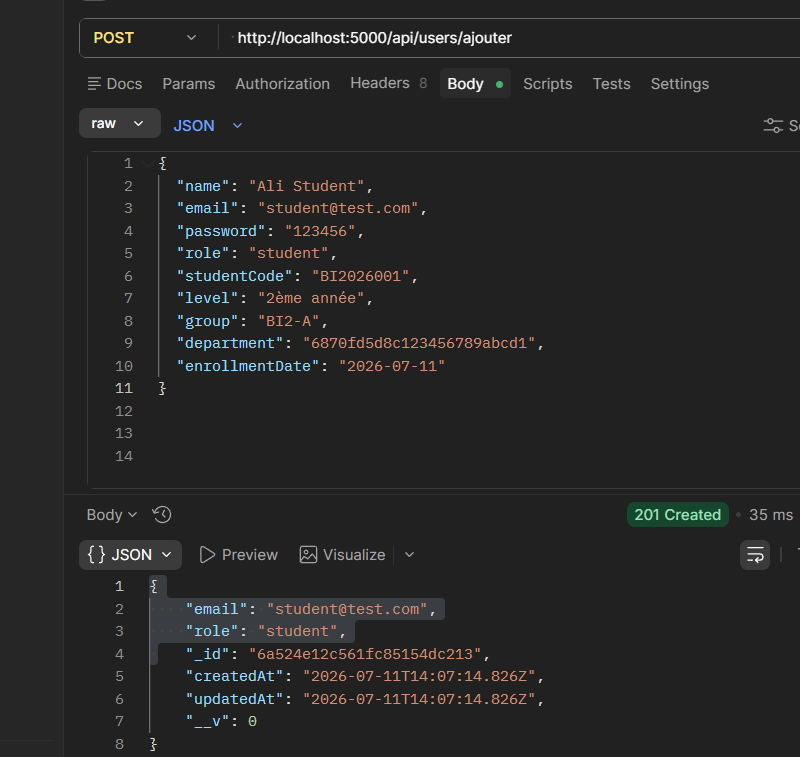 POST http://localhost:5000/api/users/ajouter
Docs Params Authorization Headers 8 Body Scripts Tests Settings
raw JSON
1 {
2 "name": "Ali Student",
3 "email": "student@test.com",
4 "password": "123456",
5 "role": "student",
6 "studentCode": "BI2026001",
7 "level": "2ème année",
8 "group": "BI2-A",
9 "department": "6870fd5d8c123456789abcd1",
10 "enrollmentDate": "2026-07-11"
11 }
12
13
14
Body 201 Created • 35 ms
{} JSON Preview Visualize
1 {
2 "email": "student@test.com",
3 "role": "student",
4 "_id": "6a524e12c561fc85154dc213",
5 "createdAt": "2026-07-11T14:07:14.826Z",
6 "updatedAt": "2026-07-11T14:07:14.826Z",
7 "__v": 0
8 }